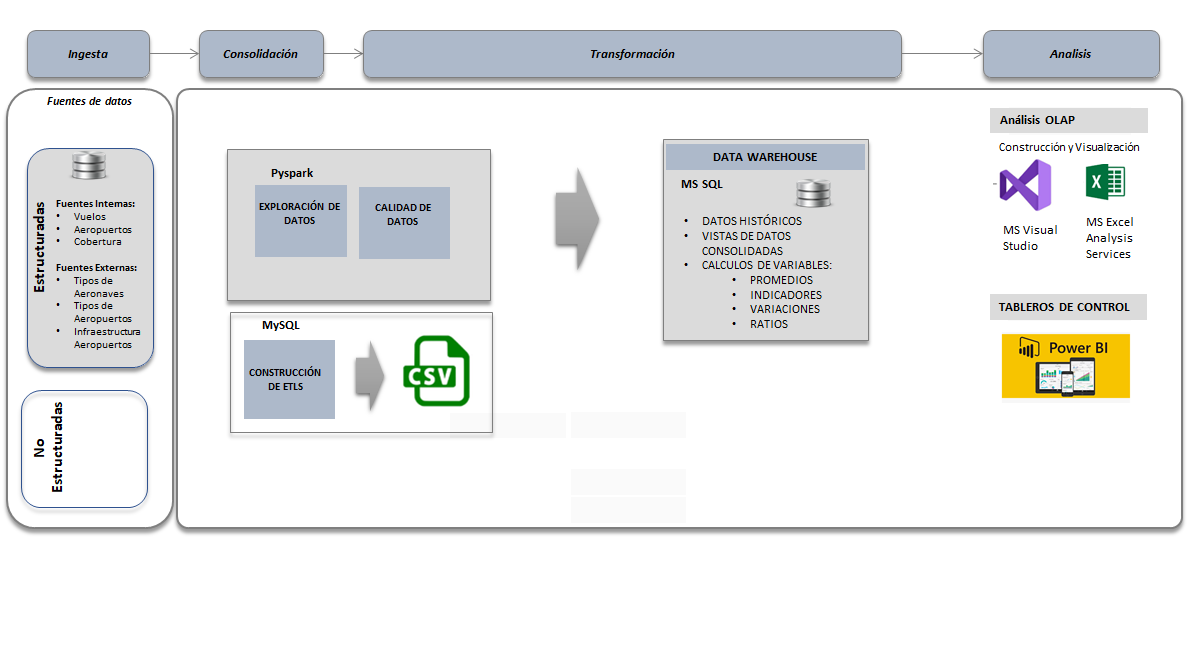 Ingesta
Consolidación
Transformación
Analisis
Fuentes de datos
Estructuradas
Fuentes Internas:
• Vuelos
• Aeropuertos
• Cobertura
Fuentes Externas:
• Tipos de
Aeronaves
• Tipos de
Aeropuertos
• Infraestructura
Aeropuertos
No
Estructuradas
Pyspark
EXPLORACIÓN DE
DATOS
CALIDAD DE
DATOS
MySQL
CONSTRUCCIÓN
DE ETLS
CSV
DATA WAREHOUSE
MS SQL
• DATOS HISTÓRICOS
• VISTAS DE DATOS
CONSOLIDADAS
• CALCULOS DE VARIABLES:
• PROMEDIOS
• INDICADORES
• VARIACIONES
• RATIOS
Análisis OLAP
Construcción y Visualización
MS Visual
Studio
X
MS Excel
Analysis
Services
TABLEROS DE CONTROL
Power BI